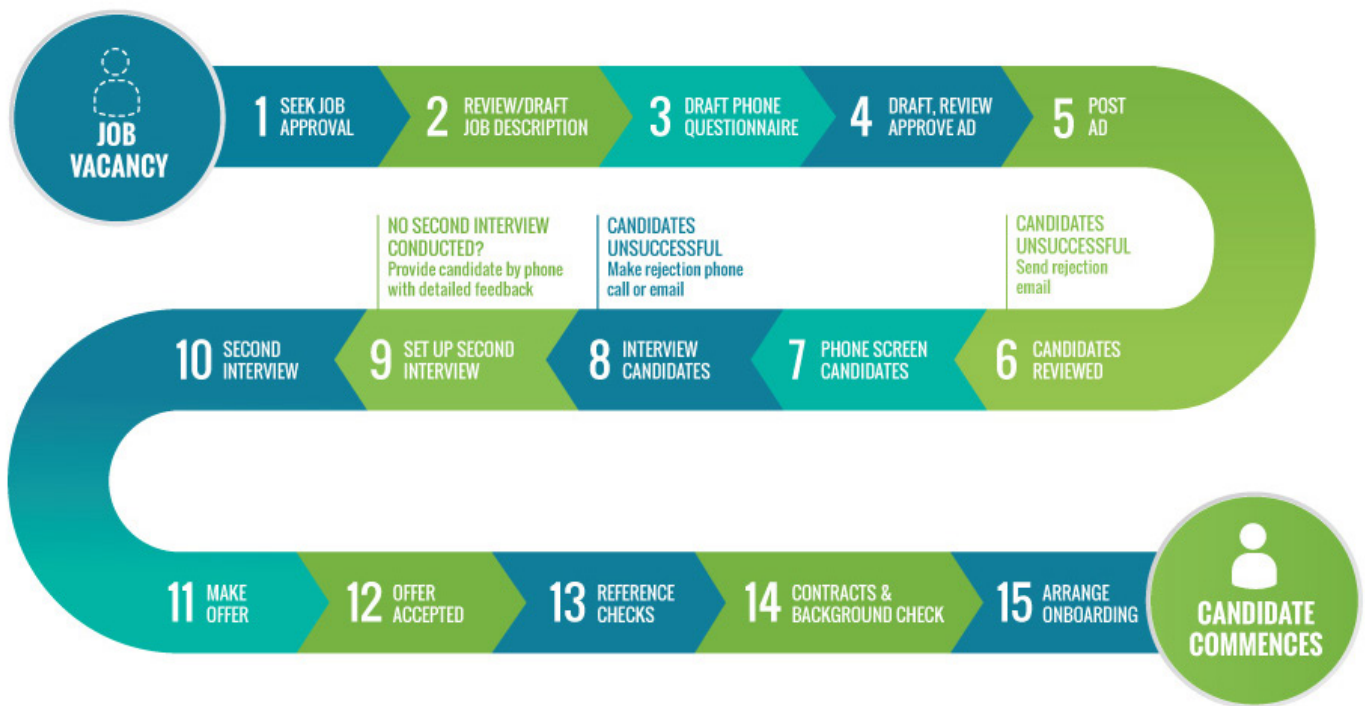 JOB
VACANCY
1 SEEK JOB
APPROVAL
2 REVIEW/DRAFT
JOB DESCRIPTION
3 DRAFT PHONE
QUESTIONNAIRE
4 DRAFT, REVIEW
APPROVE AD
5 POST
AD
CANDIDATES
UNSUCCESSFUL
Send rejection
email
6 CANDIDATES
REVIEWED
7 PHONE SCREEN
CANDIDATES
CANDIDATES
UNSUCCESSFUL
Make rejection phone
call or email
8 INTERVIEW
CANDIDATES
NO SECOND INTERVIEW
CONDUCTED?
Provide candidate by phone
with detailed feedback
9 SET UP SECOND
INTERVIEW
10 SECOND
INTERVIEW
11 MAKE
OFFER
12 OFFER
ACCEPTED
13 REFERENCE
CHECKS
14 CONTRACTS &
BACKGROUND CHECK
15 ARRANGE
ONBOARDING
CANDIDATE
COMMENCES